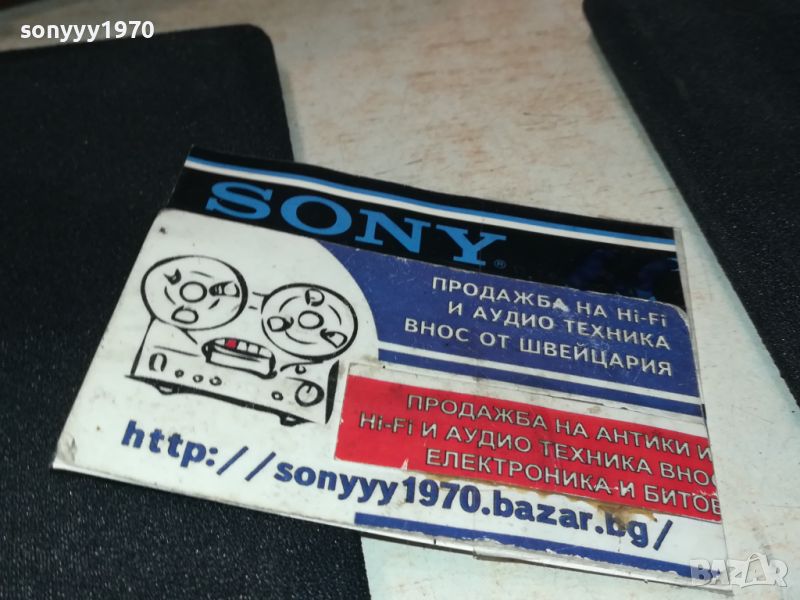 sonyyy1970
SONY®
ПРОДАЖБА НА Hi-Fi
И АУДИО ТЕХНИКА
ВНОС ОТ ШВЕЙЦАРИЯ
ПРОДАЖБА НА АНТИКИ И
Hi-Fi И АУДИО ТЕХНИКА ВНОС
ЕЛЕКТРОНИКА И БИТОВ
http://sonyyy1970.bazar.bg/
BAZAR